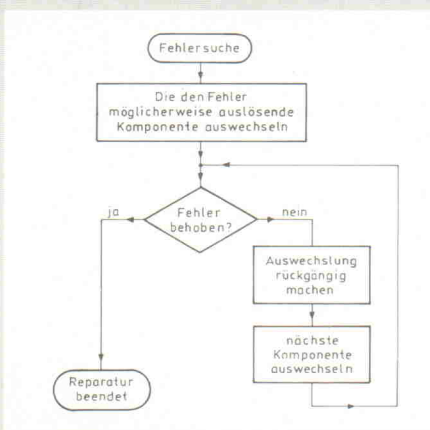 Fehlersuche
Die den Fehler
möglicherweise auslösende
Komponente auswechseln
ja
Fehler
behoben?
nein
Auswechslung
rückgängig
machen
nächste
Komponente
auswechseln
Reparatur
beendet